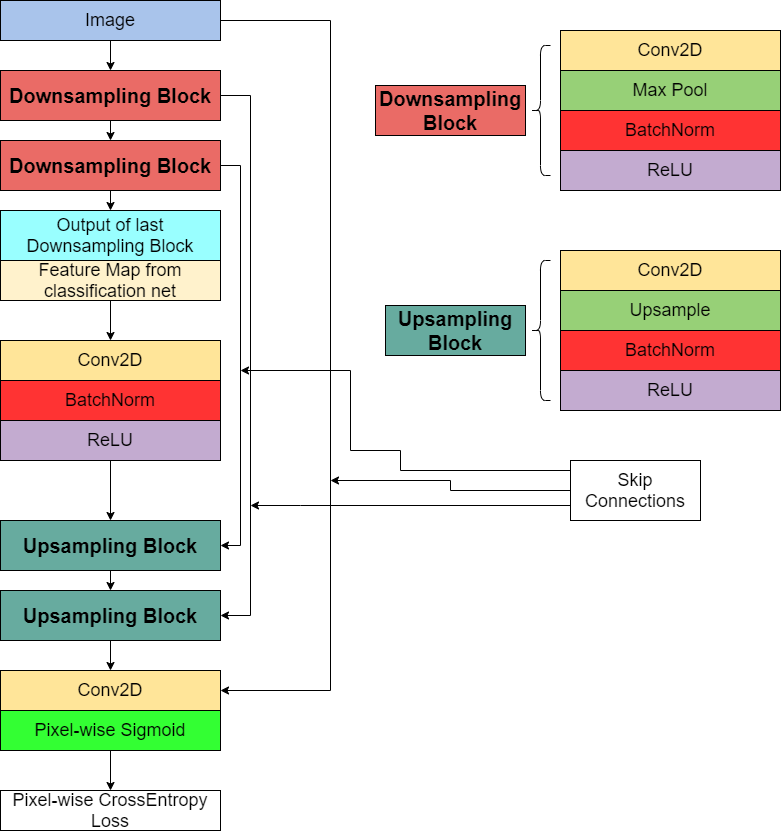 Image
Downsampling Block
Downsampling Block
Output of last
Downsampling Block
Feature Map from
classification net
Conv2D
BatchNorm
ReLU
Upsampling Block
Upsampling Block
Conv2D
Pixel-wise Sigmoid
Pixel-wise CrossEntropy
Loss
Downsampling
Block
Conv2D
Max Pool
BatchNorm
ReLU
Upsampling
Block
Conv2D
Upsample
BatchNorm
ReLU
Skip
Connections